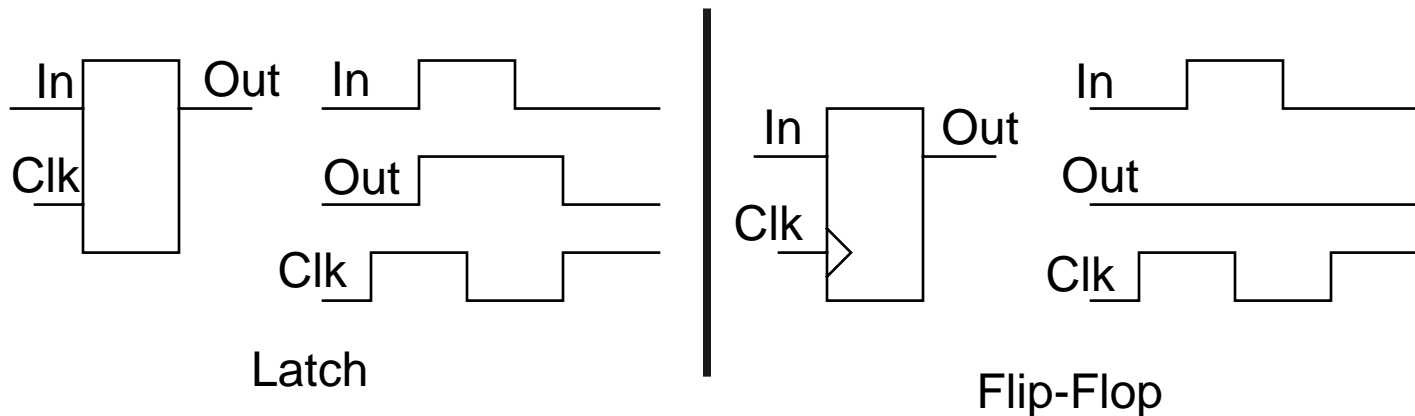 In
Out
Clk
In
Out
Clk
Latch
In
Out
Clk
In
Out
Clk
Flip-Flop